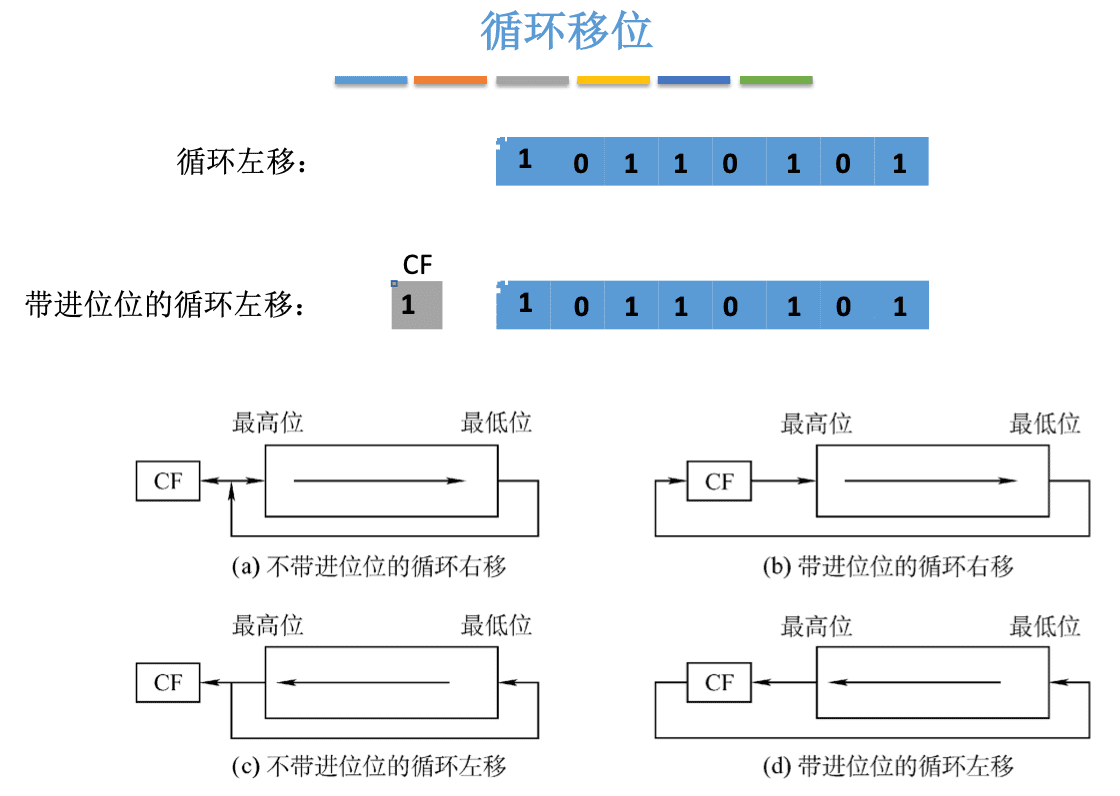 循环移位
循环左移：
1 0 1 1 0 1 0 1
CF
带进位位的循环左移：
1
1 0 1 1 0 1 0 1
最高位 最低位
最高位 最低位
CF
CF
(a) 不带进位位的循环右移
(b) 带进位位的循环右移
最高位 最低位
最高位 最低位
CF
CF
(c) 不带进位位的循环左移
(d) 带进位位的循环左移